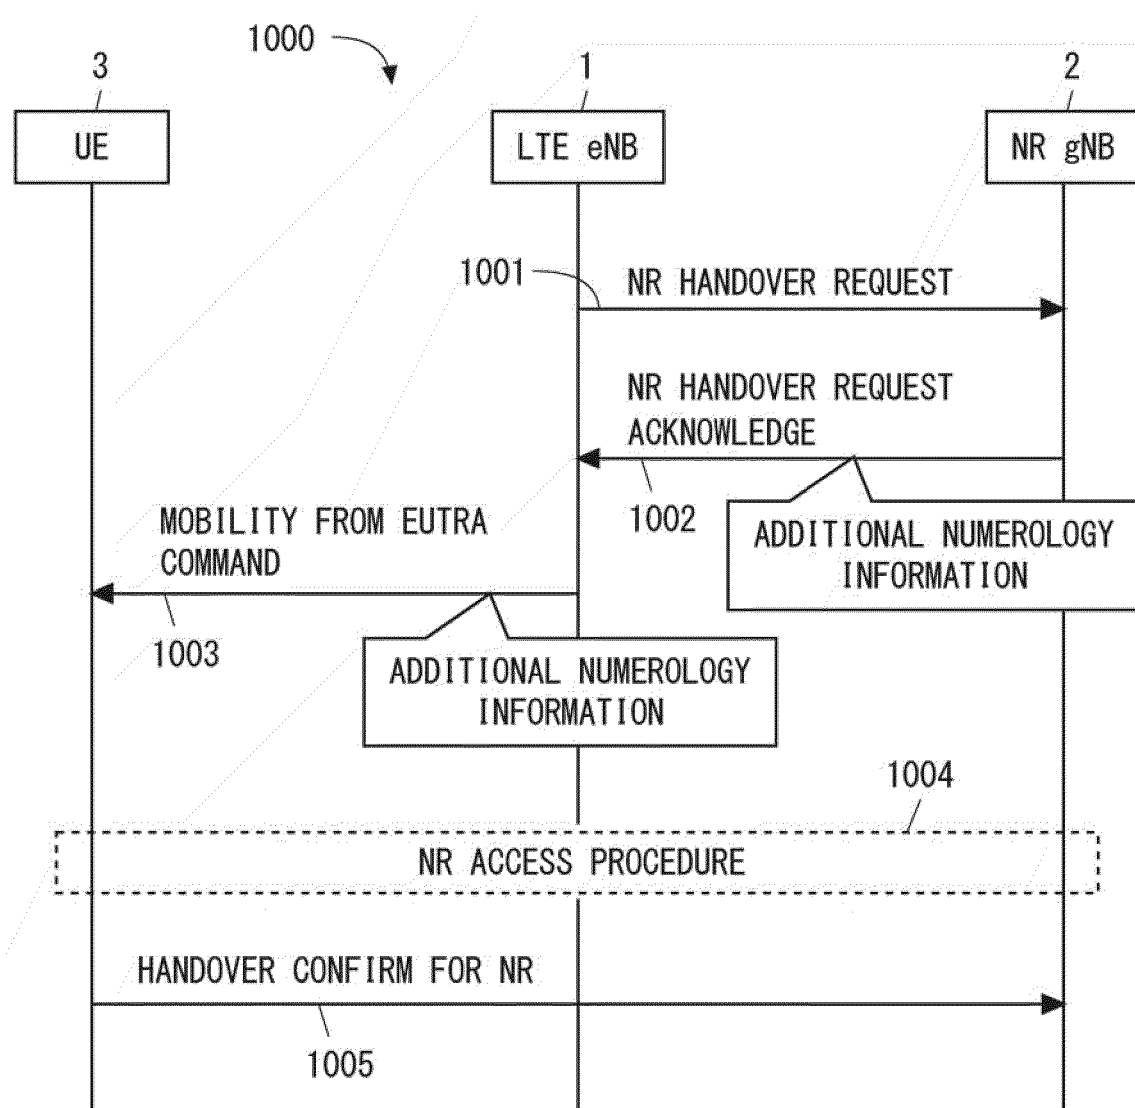 1000
3
1
2
UE
LTE eNB
NR gNB
1001
NR HANDOVER REQUEST
NR HANDOVER REQUEST
ACKNOWLEDGE
1002
ADDITIONAL NUMEROLOGY
INFORMATION
MOBILITY FROM EUTRA
COMMAND
1003
ADDITIONAL NUMEROLOGY
INFORMATION
1004
NR ACCESS PROCEDURE
HANDOVER CONFIRM FOR NR
1005